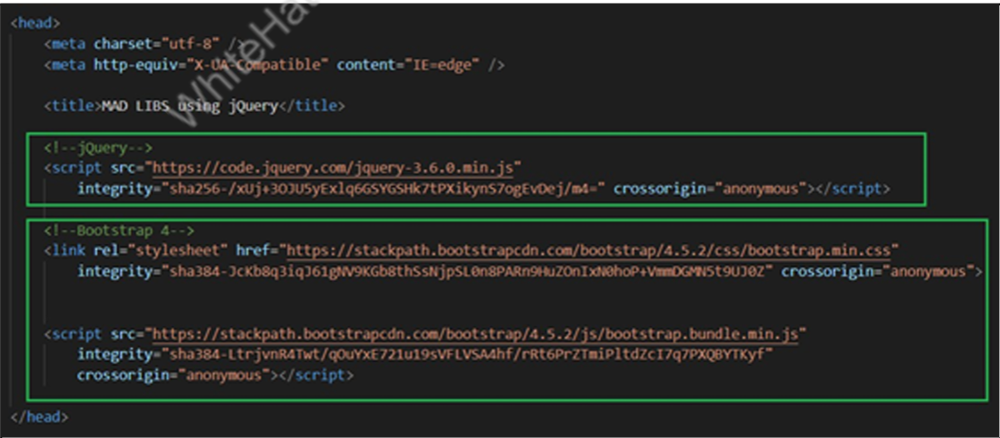 <head>
<meta charset="utf-8" />
<meta http-equiv="X-UA-Compatible" content="IE=edge" />
<title>MAD LIBS using jQuery</title>
<!--jQuery-->
<script src="https://code.jquery.com/jquery-3.6.0.min.js"
integrity="sha256-/xUj+3OJU5yExlq6GSYGSHk7tPXikynS7ogEvDej/m4=" crossorigin="anonymous"></script>
<!--Bootstrap 4-->
<link rel="stylesheet" href="https://stackpath.bootstrapcdn.com/bootstrap/4.5.2/css/bootstrap.min.css"
integrity="sha384-JcKb8q3iqJ61gNV9KGb8thSsNjpSL0n8PARn9HuZOnIxN0hoP+VmmDGMN5t9UJ0Z" crossorigin="anonymous">
<script src="https://stackpath.bootstrapcdn.com/bootstrap/4.5.2/js/bootstrap.bundle.min.js"
integrity="sha384-LtrjvnR4Twt/qOuYxE721u19sVFLVSA4hf/rRt6PrZTmiPltdZcI7q7PXQBYTKyf"
crossorigin="anonymous"></script>
</head>